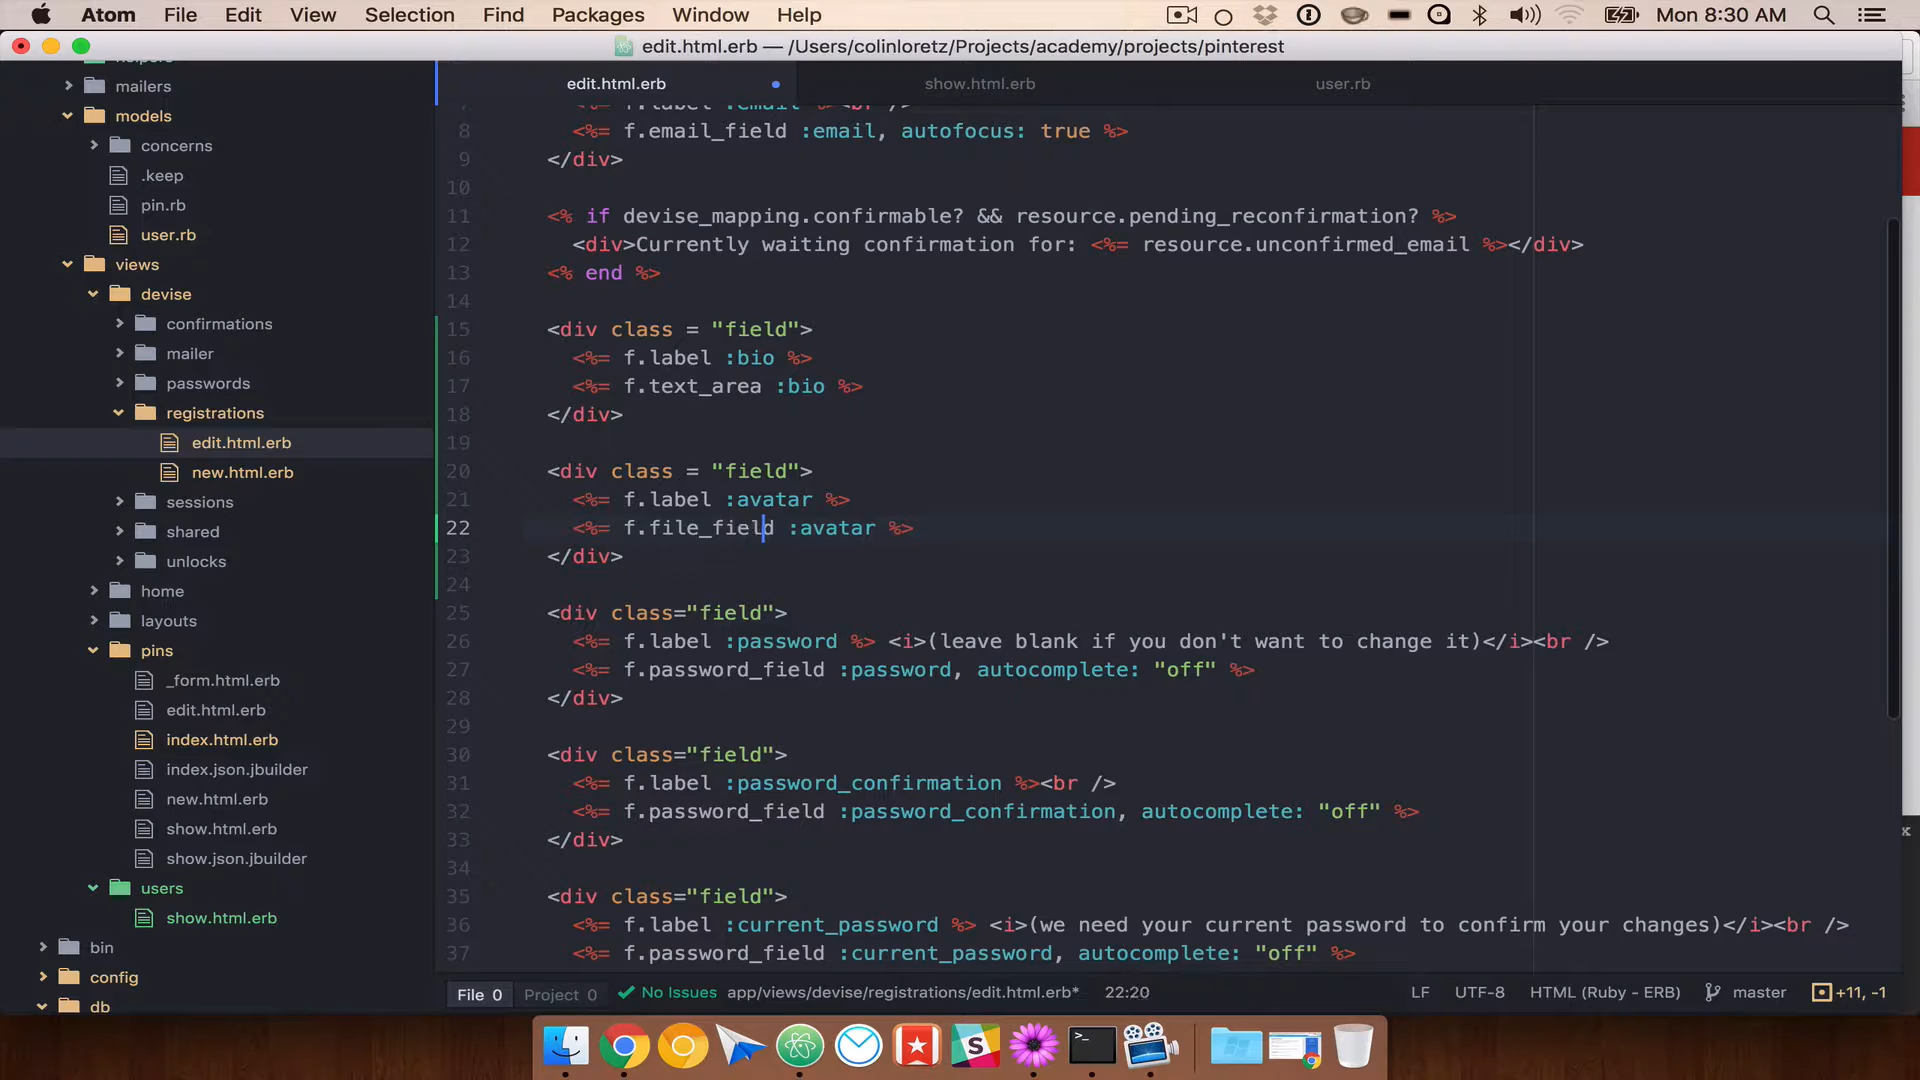 Atom File Edit View Selection Find Packages Window Help Mon 8:30 AM
edit.html.erb — /Users/colinloretz/Projects/academy/projects/pinterest
edit.html.erb show.html.erb user.rb
helpers
mailers
models
concerns
.keep
pin.rb
user.rb
views
devise
confirmations
mailer
passwords
registrations
edit.html.erb
new.html.erb
sessions
shared
unlocks
home
layouts
pins
_form.html.erb
edit.html.erb
index.html.erb
index.json.jbuilder
new.html.erb
show.html.erb
show.json.jbuilder
users
show.html.erb
bin
config
db
<%= f.label :email %><br />
8 <%= f.email_field :email, autofocus: true %>
9 </div>
10
11 <% if devise_mapping.confirmable? && resource.pending_reconfirmation? %>
12 <div>Currently waiting confirmation for: <%= resource.unconfirmed_email %></div>
13 <% end %>
14
15 <div class = "field">
16 <%= f.label :bio %>
17 <%= f.text_area :bio %>
18 </div>
19
20 <div class = "field">
21 <%= f.label :avatar %>
22 <%= f.file_field :avatar %>
23 </div>
24
25 <div class="field">
26 <%= f.label :password %> <i>(leave blank if you don't want to change it)</i><br />
27 <%= f.password_field :password, autocomplete: "off" %>
28 </div>
29
30 <div class="field">
31 <%= f.label :password_confirmation %><br />
32 <%= f.password_field :password_confirmation, autocomplete: "off" %>
33 </div>
34
35 <div class="field">
36 <%= f.label :current_password %> <i>(we need your current password to confirm your changes)</i><br />
37 <%= f.password_field :current_password, autocomplete: "off" %>
File 0 Project 0 No Issues app/views/devise/registrations/edit.html.erb* 22:20 LF UTF-8 HTML (Ruby - ERB) master +11, -1